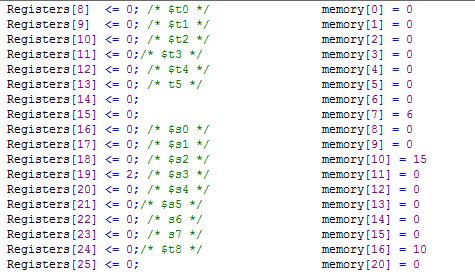 Registers[8]  <= 0; /* $t0 */ memory[0] = 0
Registers[9]  <= 0; /* $t1 */ memory[1] = 0
Registers[10] <= 0; /* $t2 */ memory[2] = 0
Registers[11] <= 0;/* $t3 */ memory[3] = 0
Registers[12] <= 0; /* $t4 */ memory[4] = 0
Registers[13] <= 0; /* t5 */ memory[5] = 0
Registers[14] <= 0; memory[6] = 0
Registers[15] <= 0; memory[7] = 6
Registers[16] <= 0; /* $s0 */ memory[8] = 0
Registers[17] <= 0; /* $s1 */ memory[9] = 0
Registers[18] <= 0; /* $s2 */ memory[10] = 15
Registers[19] <= 2; /* $s3 */ memory[11] = 0
Registers[20] <= 0; /* $s4 */ memory[12] = 0
Registers[21] <= 0;/* $s5 */ memory[13] = 0
Registers[22] <= 0; /* s6 */ memory[14] = 0
Registers[23] <= 0; /* s7 */ memory[15] = 0
Registers[24] <= 0;/* $t8 */ memory[16] = 10
Registers[25] <= 0; memory[20] = 0